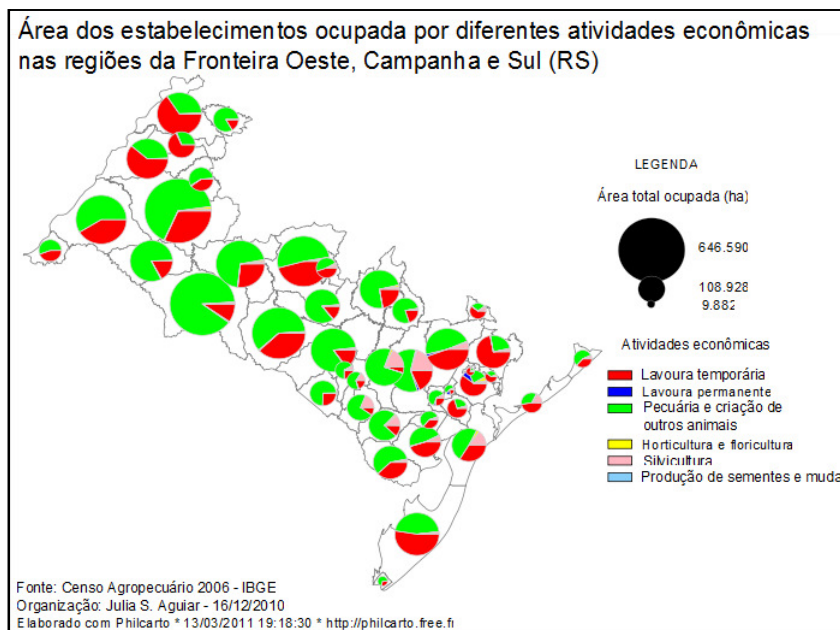 Área dos estabelecimentos ocupada por diferentes atividades econômicas
nas regiões da Fronteira Oeste, Campanha e Sul (RS)
LEGENDA
Área total ocupada (ha)
646.590
108.928
9.882
Atividades econômicas
Lavoura temporária
Lavoura permanente
Pecuária e criação de
outros animais
Horticultura e floricultura
Silvicultura
Produção de sementes e muda
Fonte: Censo Agropecuário 2006 - IBGE
Organização: Julia S. Aguiar - 16/12/2010
Elaborado com Philcarto * 13/03/2011 19:18:30 * http://philcarto.free.fr